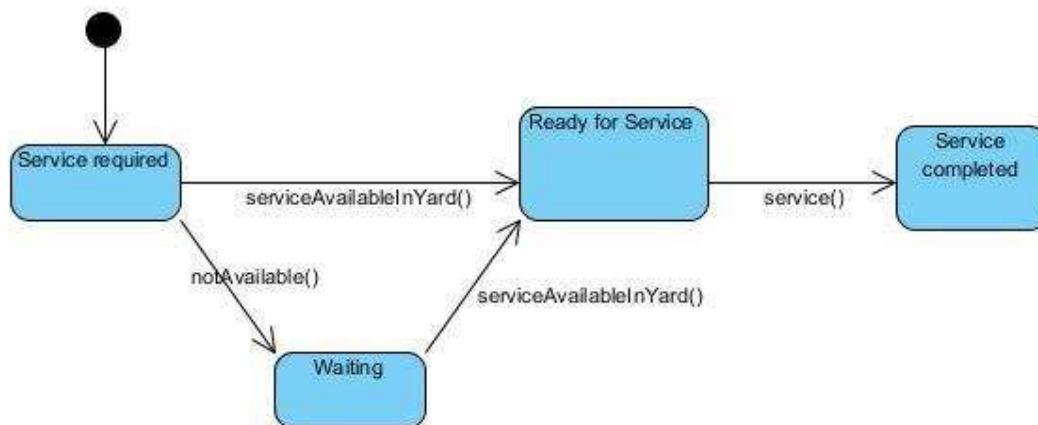 Ready for Service
Service
completed
Service required
serviceAvailableInYard()
service()
notAvailable()
serviceAvailableInYard()
Waiting